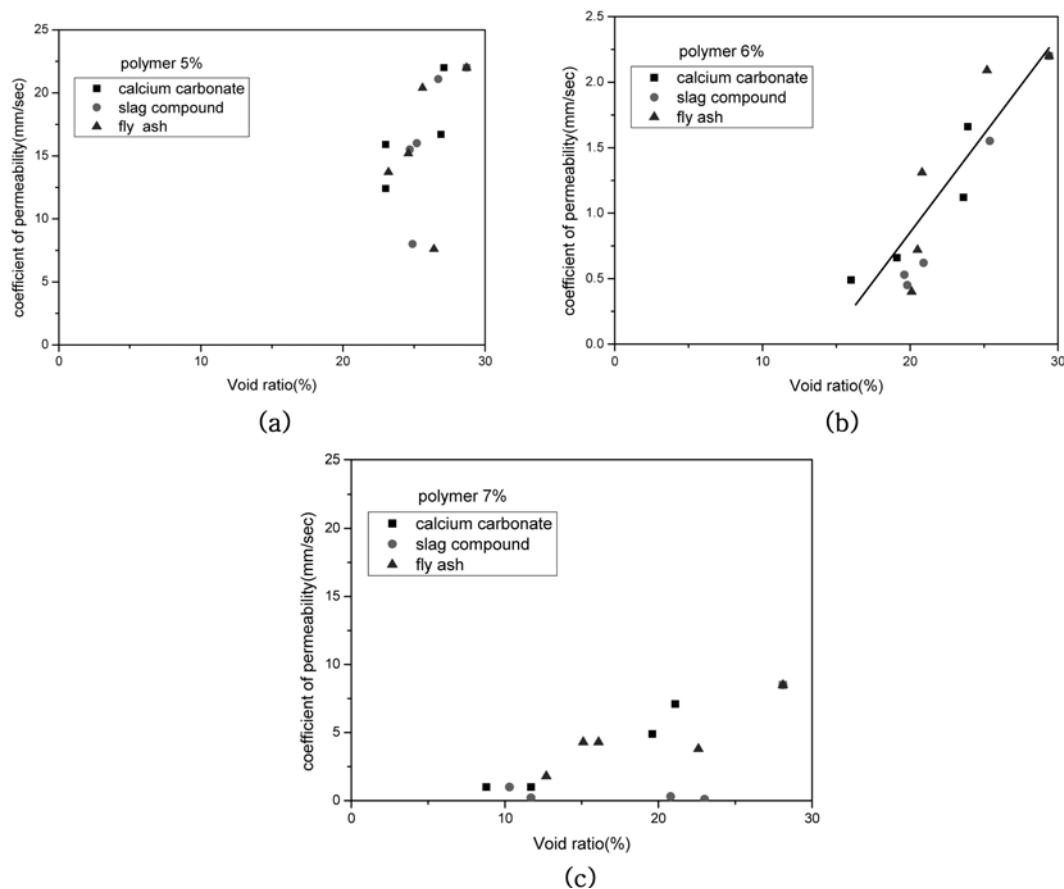 polymer 5%
calcium carbonate
slag compound
fly ash
25
20
15
10
5
0
coefficient of permeability(mm/sec)
0
10
20
30
Void ratio(%)
(a)
polymer 6%
calcium carbonate
slag compound
fly ash
2.5
2.0
1.5
1.0
0.5
0.0
coefficient of permeability(mm/sec)
0
10
20
30
Void ratio(%)
(b)
polymer 7%
calcium carbonate
slag compound
fly ash
25
20
15
10
5
0
coefficient of permeability(mm/sec)
0
10
20
30
Void ratio(%)
(c)